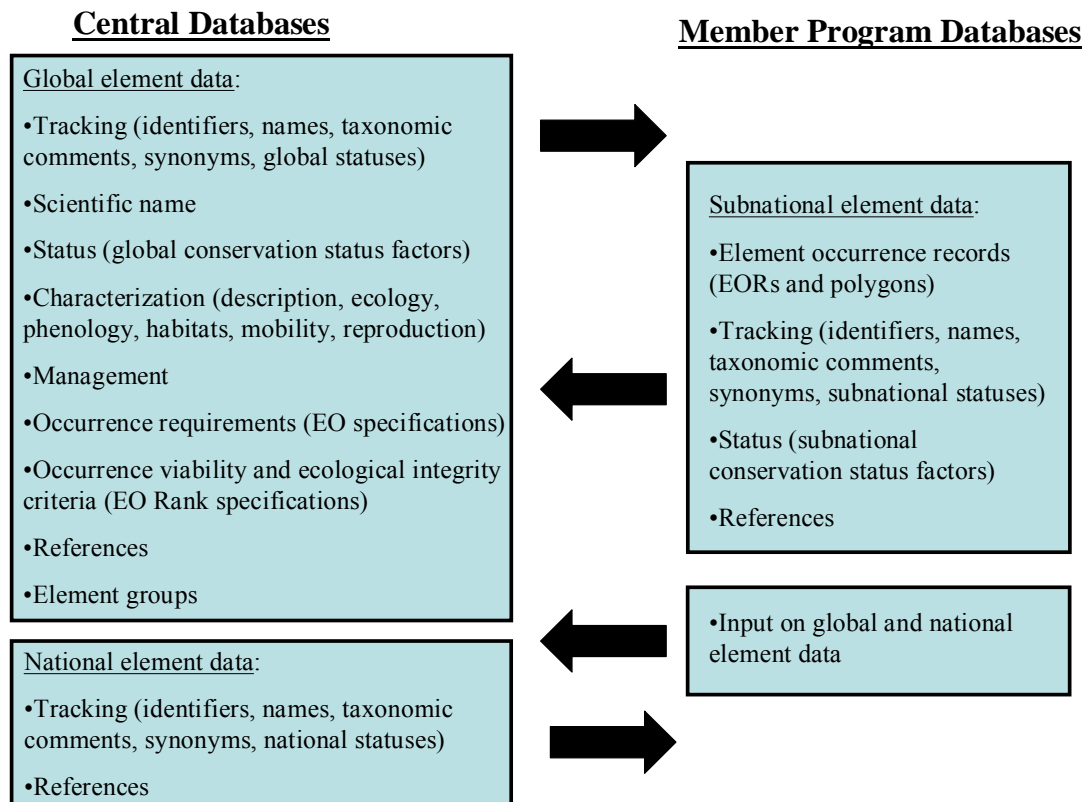 Central Databases
Global element data:
•Tracking (identifiers, names, taxonomic
comments, synonyms, global statuses)
•Scientific name
•Status (global conservation status factors)
•Characterization (description, ecology,
phenology, habitats, mobility, reproduction)
•Management
•Occurrence requirements (EO specifications)
•Occurrence viability and ecological integrity
criteria (EO Rank specifications)
•References
•Element groups
National element data:
•Tracking (identifiers, names, taxonomic
comments, synonyms, national statuses)
•References
Member Program Databases
Subnational element data:
•Element occurrence records
(EORs and polygons)
•Tracking (identifiers, names,
taxonomic comments,
synonyms, subnational statuses)
•Status (subnational
conservation status factors)
•References
•Input on global and national
element data